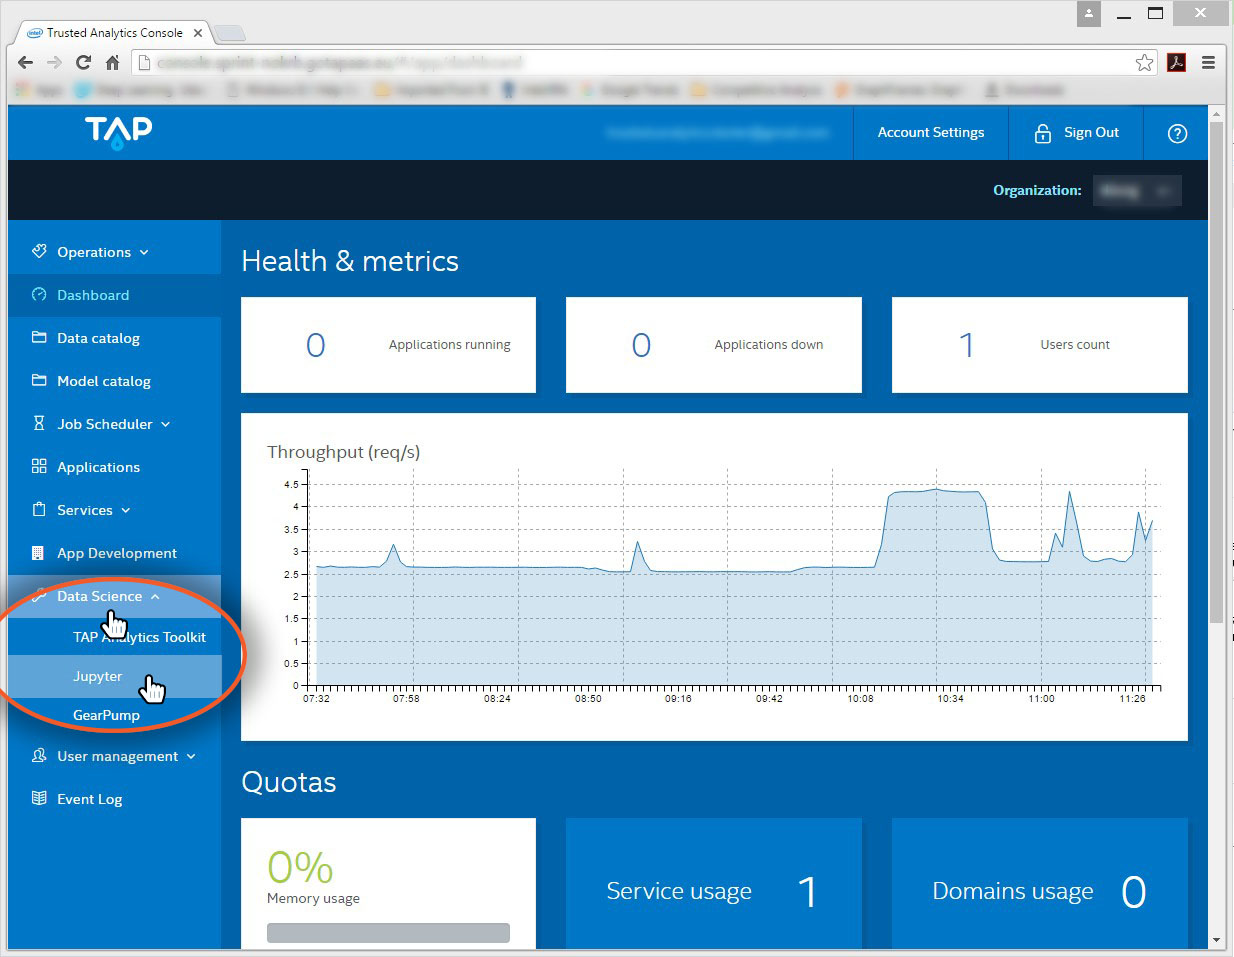 Trusted Analytics Console
TAP
Account Settings
Sign Out
Organization:
Operations
Dashboard
Data catalog
Model catalog
Job Scheduler
Applications
Services
App Development
Data Science
TAP Analytics Toolkit
Jupyter
GearPump
User management
Event Log
Health & metrics
0 Applications running
0 Applications down
1 Users count
Throughput (req/s)
4.5
4
3.5
3
2.5
2
1.5
1
0.5
0
07:32 07:58 08:24 08:50 09:16 09:42 10:08 10:34 11:00 11:26
Quotas
0%
Memory usage
Service usage 1
Domains usage 0